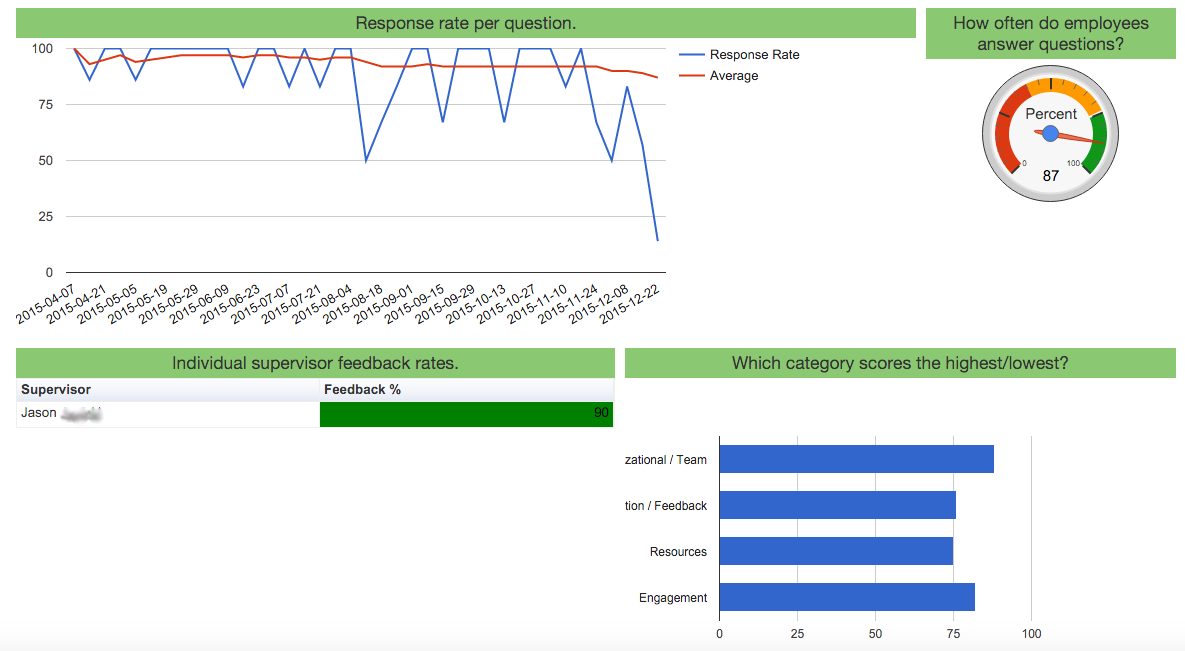 Response rate per question.
How often do employees
answer questions?
100
75
50
25
0
Response Rate
Average
2015-04-07
2015-04-21
2015-05-05
2015-05-19
2015-05-29
2015-06-09
2015-06-23
2015-07-07
2015-07-21
2015-08-04
2015-08-18
2015-09-01
2015-09-15
2015-09-29
2015-10-13
2015-10-27
2015-11-10
2015-11-24
2015-12-08
2015-12-22
Percent
0
100
87
Individual supervisor feedback rates.
Supervisor Feedback %
Jason 90
Which category scores the highest/lowest?
zational / Team
tion / Feedback
Resources
Engagement
0 25 50 75 100